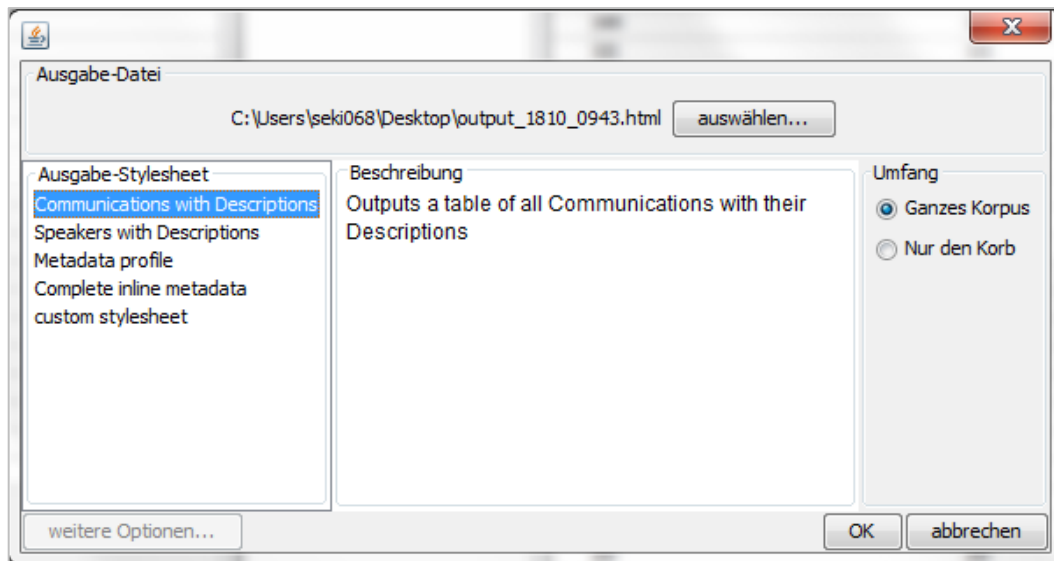 Ausgabe-Datei
C:\Users\seki068\Desktop\output_1810_0943.html auswählen...
Ausgabe-Stylesheet
Communications with Descriptions
Speakers with Descriptions
Metadata profile
Complete inline metadata
custom stylesheet
Beschreibung
Outputs a table of all Communications with their
Descriptions
Umfang
Ganzes Korpus
Nur den Korb
weitere Optionen...
OK abbrechen